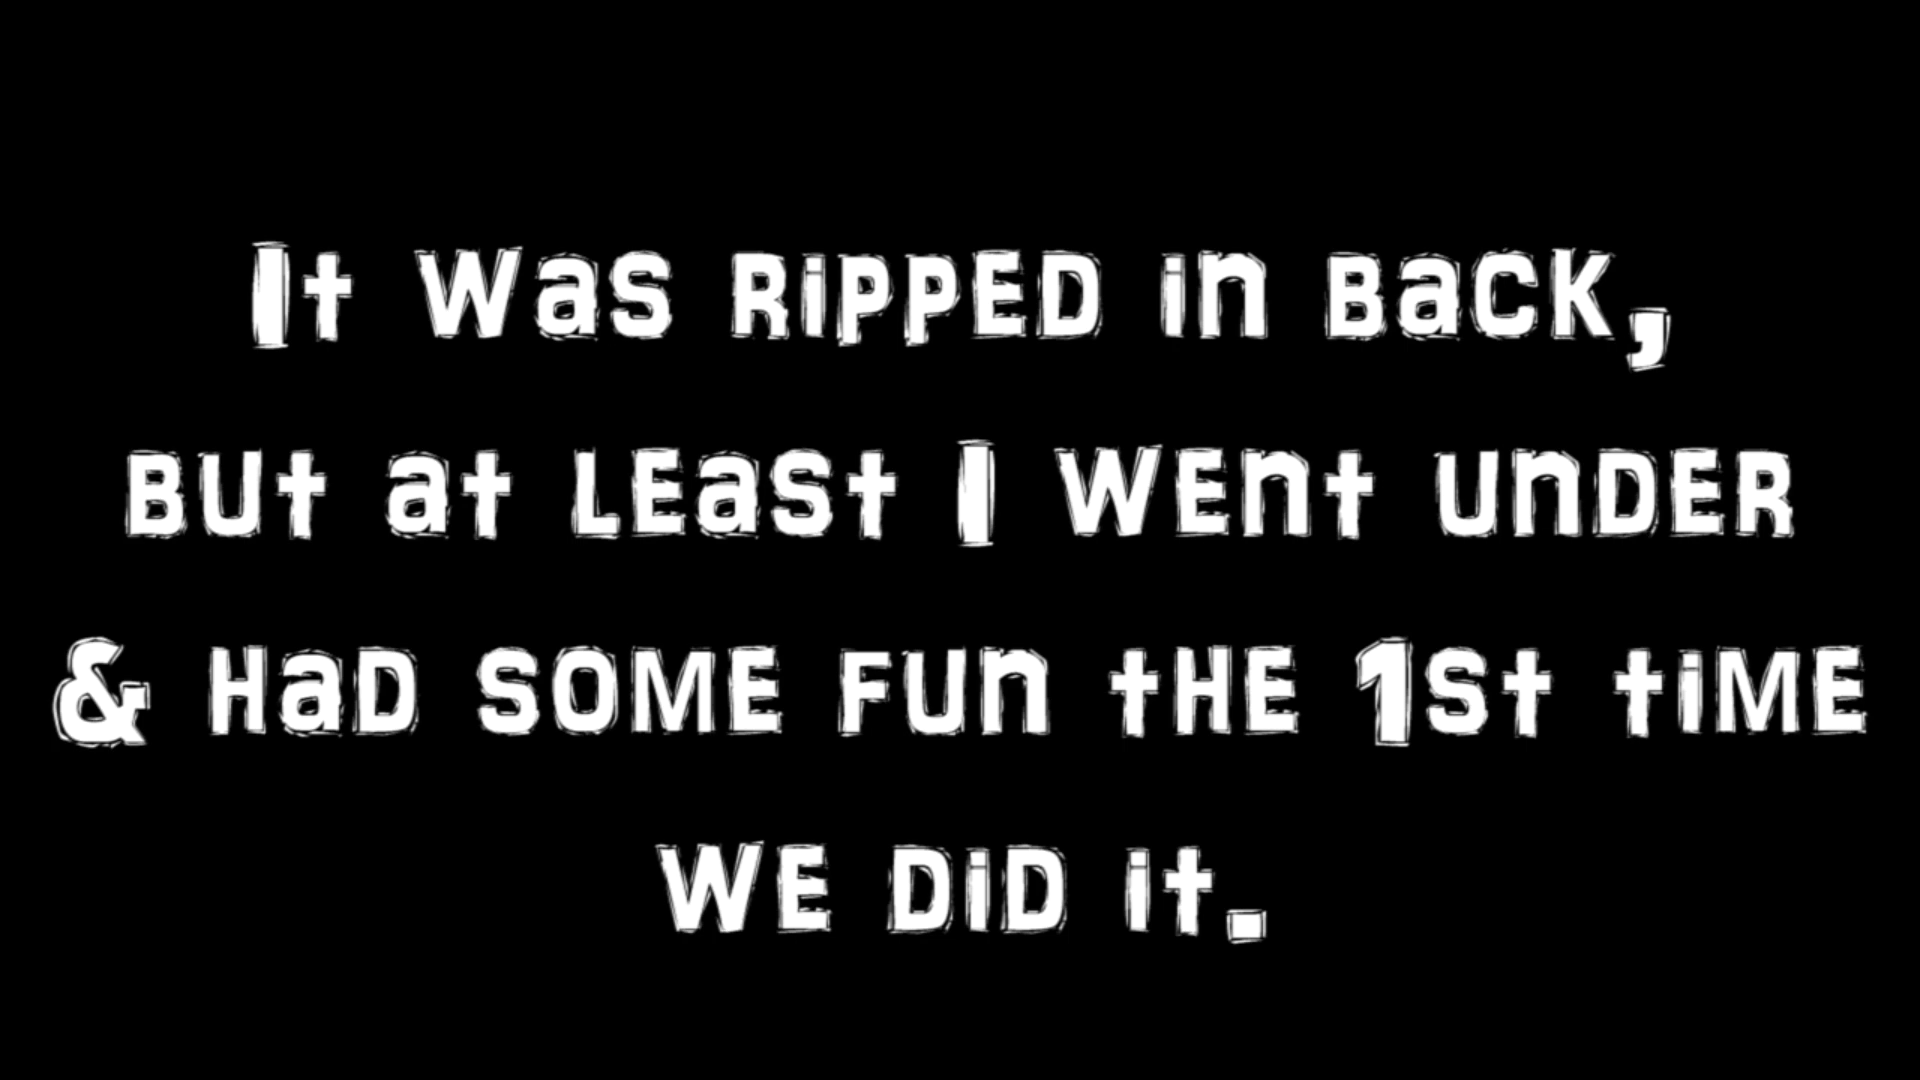 It was ripped in back,
but at least I went under
& had some fun the 1st time
we did it.